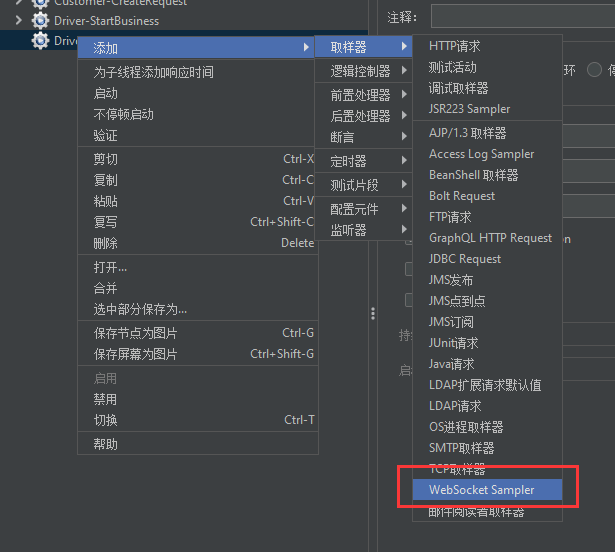 Customer-CreateRequest
Driver-StartBusiness
Driv
注释:
环
添加
为子线程添加响应时间
启动
不停顿启动
验证
剪切 Ctrl-X
复制 Ctrl-C
粘贴 Ctrl-V
复写 Ctrl+Shift-C
删除 Delete
打开...
合并
选中部分保存为...
保存节点为图片 Ctrl-G
保存屏幕为图片 Ctrl+Shift-G
启用
禁用
切换 Ctrl-T
帮助
取样器
逻辑控制器
前置处理器
后置处理器
断言
定时器
测试片段
配置元件
监听器
HTTP请求
测试活动
调试取样器
JSR223 Sampler
AJP/1.3 取样器
Access Log Sampler
BeanShell 取样器
Bolt Request
FTP请求
GraphQL HTTP Request
JDBC Request
JMS发布
JMS点到点
JMS订阅
JUnit请求
Java请求
LDAP扩展请求默认值
LDAP请求
OS进程取样器
SMTP取样器
TCP取样器
WebSocket Sampler
邮件阅读者取样器
on
持
启